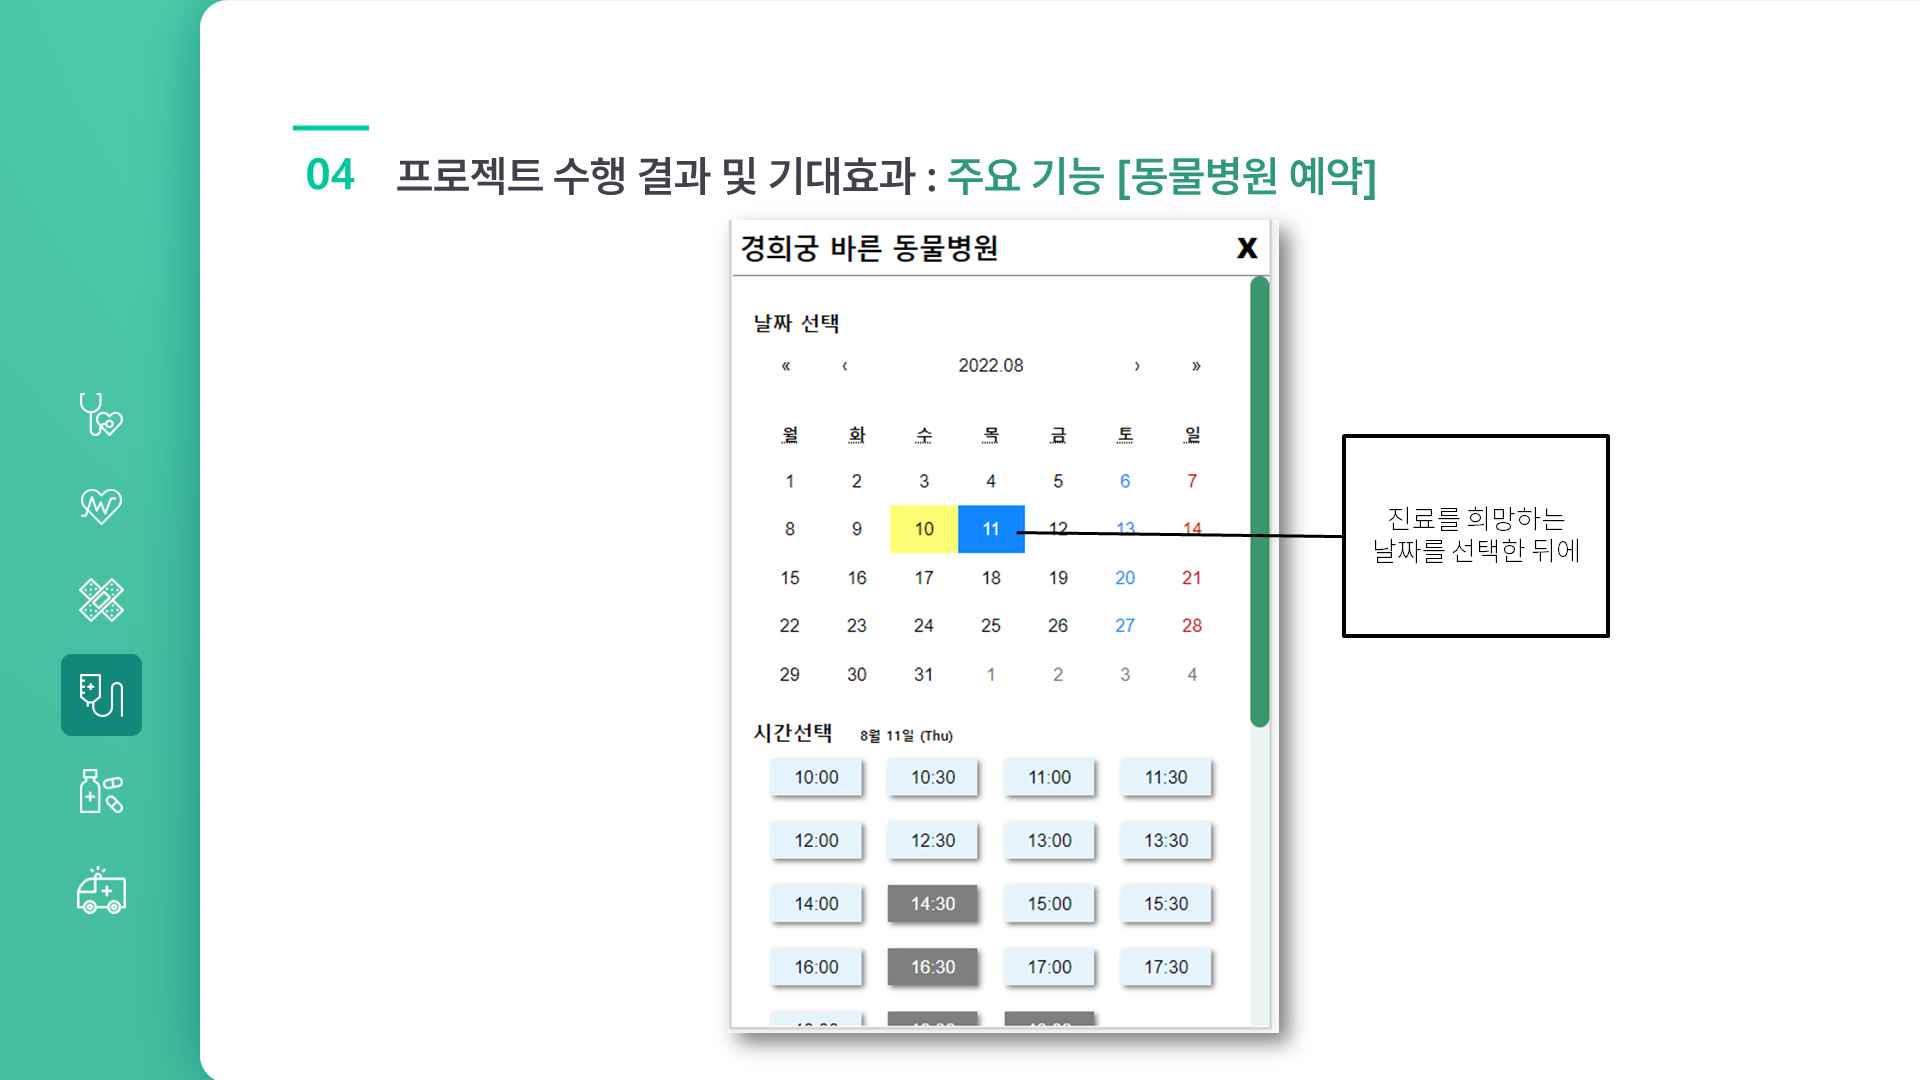 04 프로젝트 수행 결과 및 기대효과 : 주요 기능 [동물병원 예약]
경희궁 바른 동물병원 X
날짜 선택
« ‹ 2022.08 › »
월 화 수 목 금 토 일
1 2 3 4 5 6 7
8 9 10 11 12 13 14
15 16 17 18 19 20 21
22 23 24 25 26 27 28
29 30 31 1 2 3 4
시간선택 8월 11일 (Thu)
10:00 10:30 11:00 11:30
12:00 12:30 13:00 13:30
14:00 14:30 15:00 15:30
16:00 16:30 17:00 17:30
진료를 희망하는
날짜를 선택한 뒤에